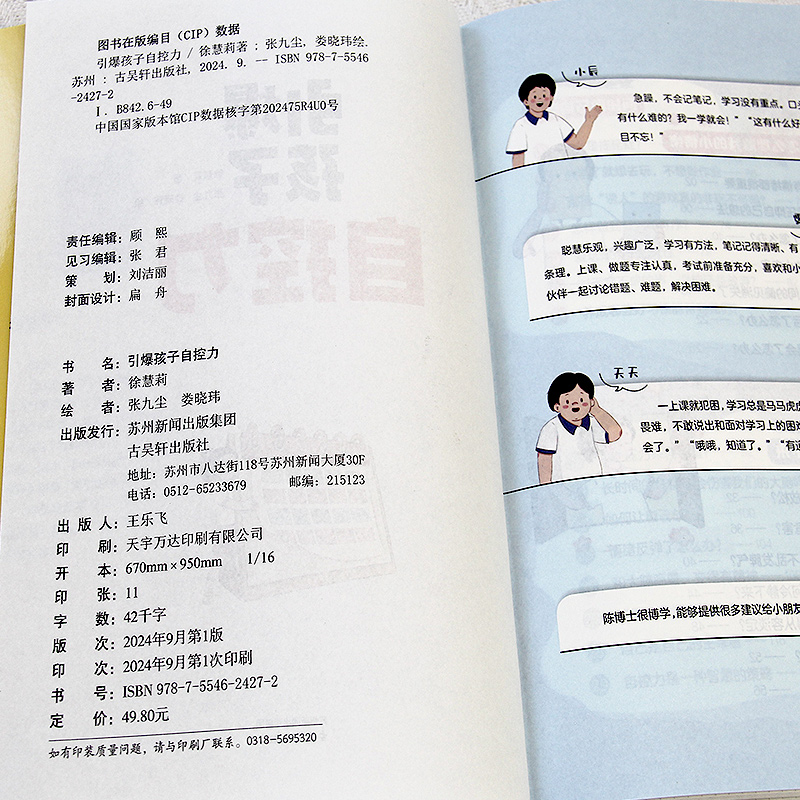 图书在版编目（CIP）数据
引爆孩子自控力 / 徐慧莉著；张九尘，娄晓玮绘.
苏州：古吴轩出版社，2024. 9. -- ISBN 978-7-5546
-2427-2
Ⅰ. B842.6-49
中国国家版本馆CIP数据核字第202475R4U0号
责任编辑：顾 熙
见习编辑：张 君
策 划：刘洁丽
封面设计：扁 舟
书 名：引爆孩子自控力
著 者：徐慧莉
绘 者：张九尘 娄晓玮
出版发行：苏州新闻出版集团
古吴轩出版社
地址：苏州市八达街118号苏州新闻大厦30F
电话：0512-65233679 邮编：215123
出 版 人：王乐飞
印 刷：天宇万达印刷有限公司
开 本：670mm×950mm 1/16
印 张：11
字 数：42千字
版 次：2024年9月第1版
印 次：2024年9月第1次印刷
书 号：ISBN 978-7-5546-2427-2
定 价：49.80元
如有印装质量问题，请与印刷厂联系。0318-5695320
小辰
急躁，不会记笔记，学习没有重点。口头
有什么难的？我一学就会！”“这有什么好
目不忘！”
聪慧乐观，兴趣广泛，学习有方法，笔记记得清晰、有
条理。上课、做题专注认真，考试前准备充分，喜欢和小
伙伴一起讨论错题、难题，解决困难。
天天
一上课就犯困，学习总是马马虎虎
畏难，不敢说出和面对学习上的困难
会了。”“哦哦，知道了。”“有这
陈博士很博学，能够提供很多建议给小朋友